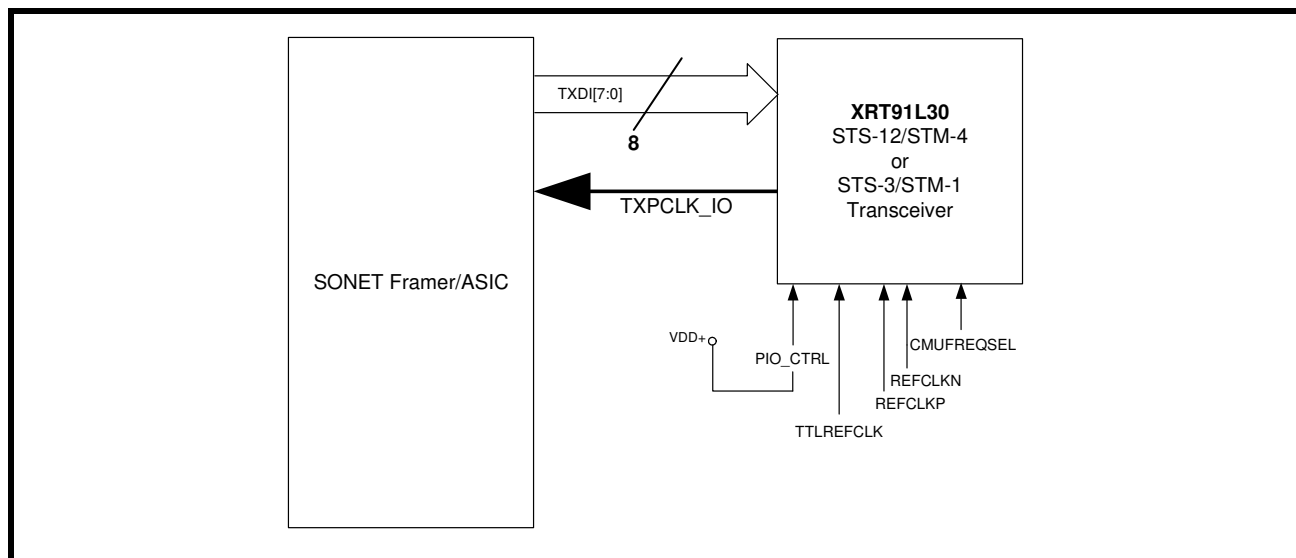 TXDI[7:0]
8
TXPCLK_IO
SONET Framer/ASIC
XRT91L30
STS-12/STM-4
or
STS-3/STM-1
Transceiver
VDD+
PIO_CTRL
CMUFREQSEL
REFCLKN
REFCLKP
TTLREFCLK